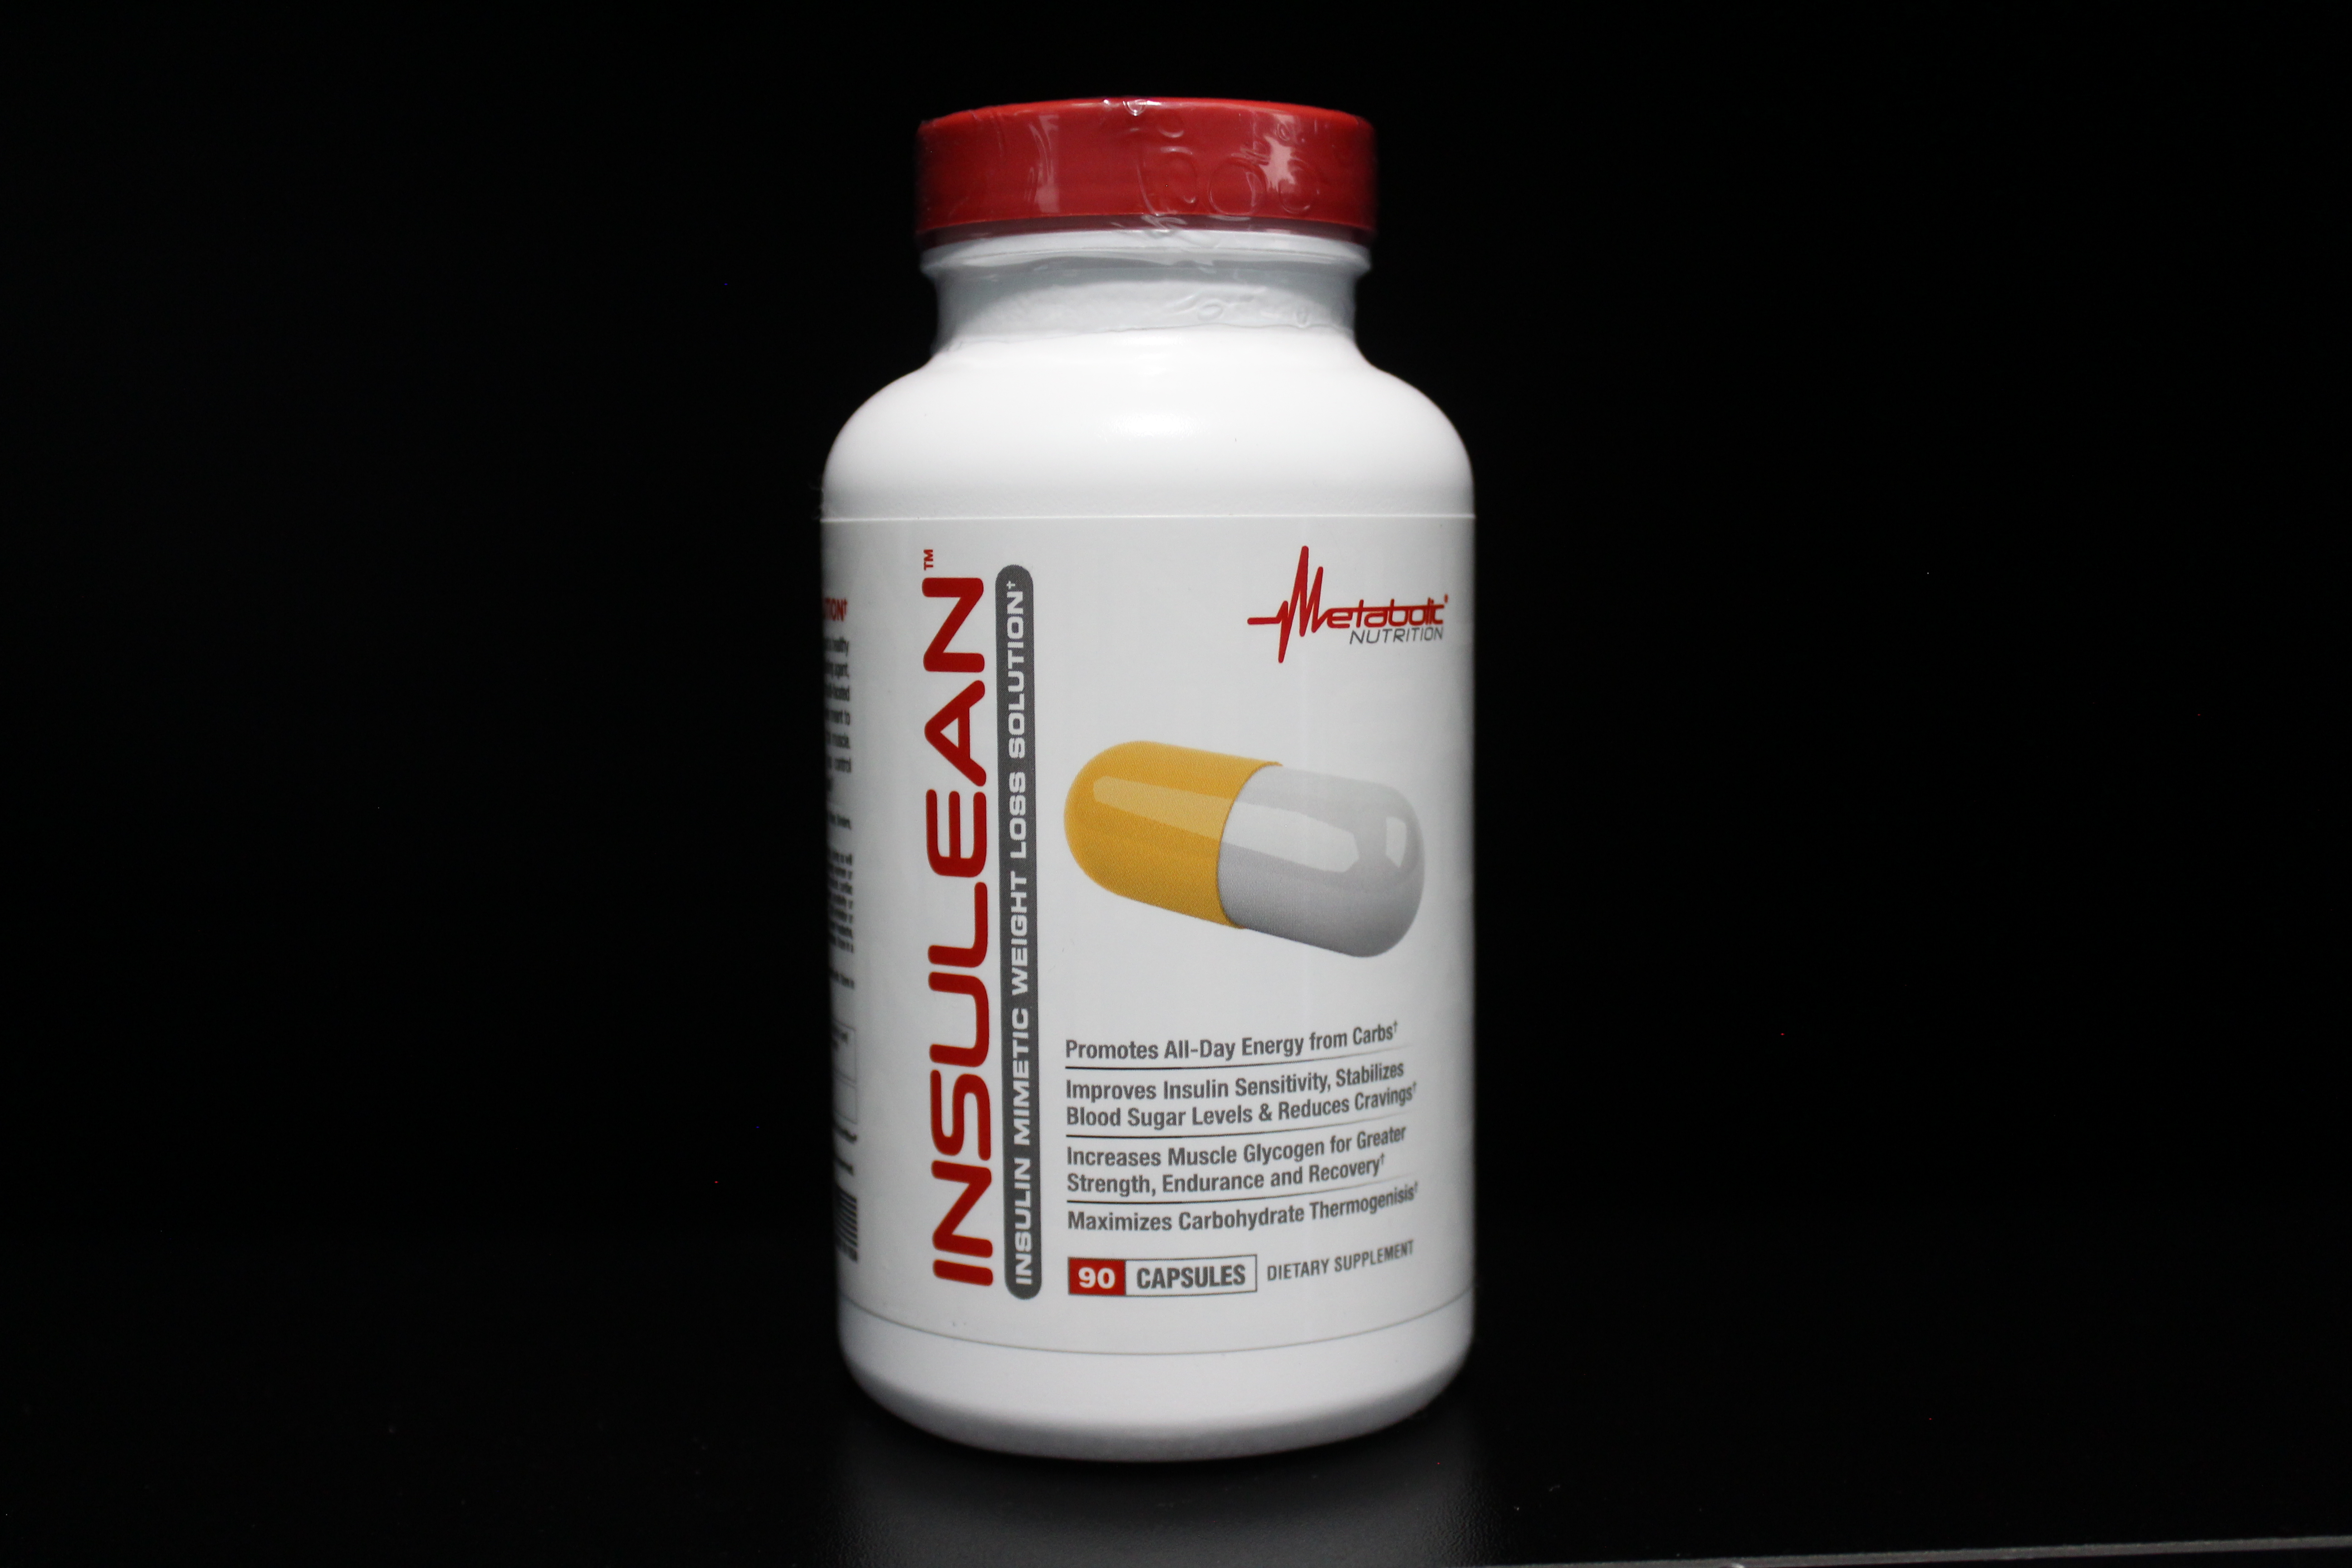 INSULEAN™
INSULIN MIMETIC WEIGHT LOSS SOLUTION†
Metabolic®
NUTRITION
Promotes All-Day Energy from Carbs†
Improves Insulin Sensitivity, Stabilizes
Blood Sugar Levels & Reduces Cravings†
Increases Muscle Glycogen for Greater
Strength, Endurance and Recovery†
Maximizes Carbohydrate Thermogenisis†
90 CAPSULES DIETARY SUPPLEMENT